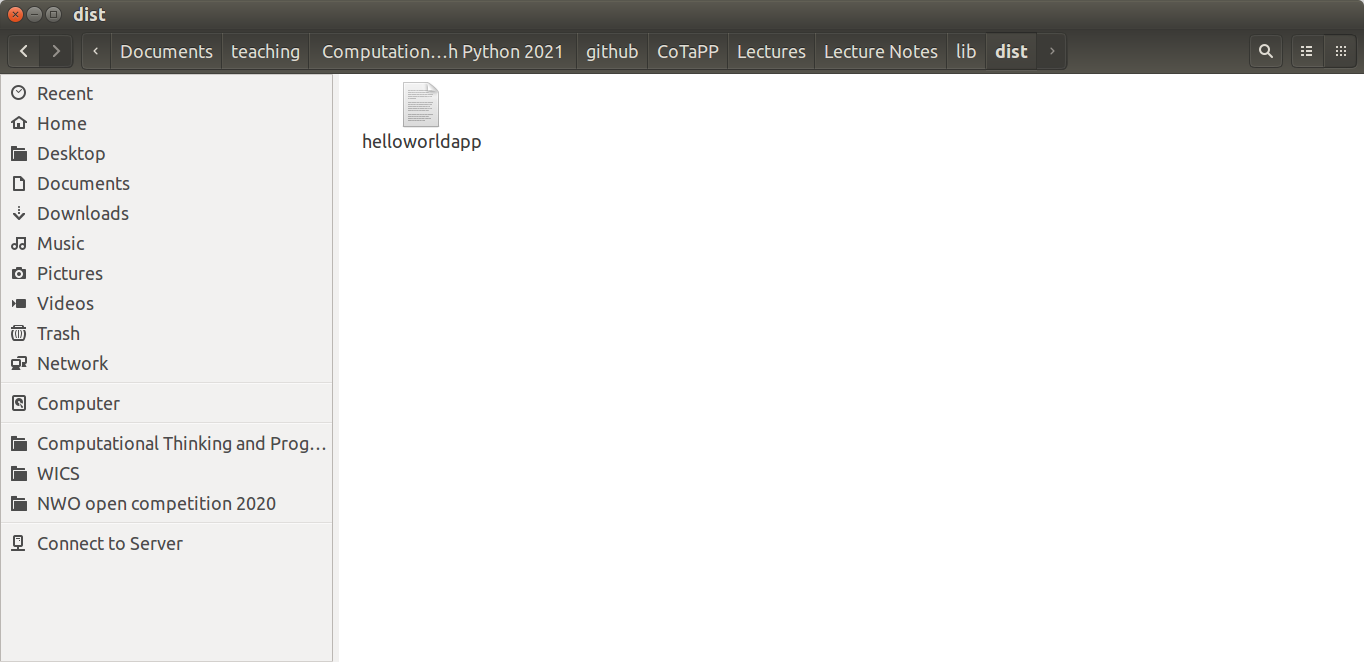 dist
Documents teaching Computation...h Python 2021 github CoTaPP Lectures Lecture Notes lib dist
Recent
Home
Desktop
Documents
Downloads
Music
Pictures
Videos
Trash
Network
Computer
Computational Thinking and Prog...
WICS
NWO open competition 2020
Connect to Server
helloworldapp